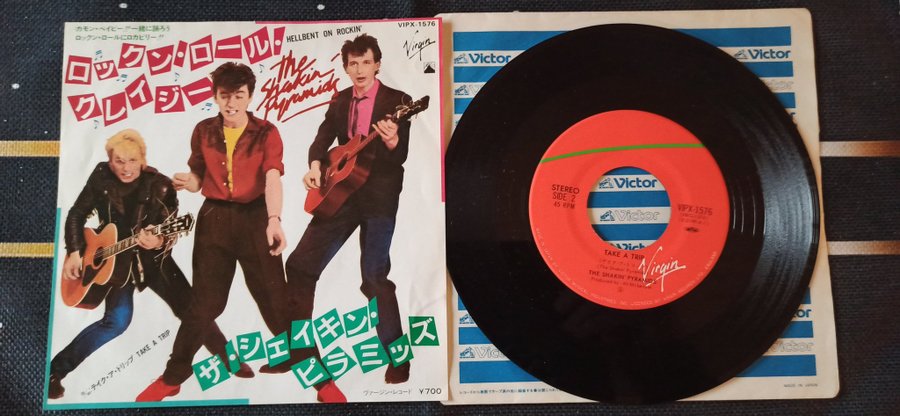 カモン・ベイビー!! 一緒に踊ろう
ロックン・ロールにロカビリー!!
VIPX-1576
ロックン・ロール・
クレイジー
HELLBENT ON ROCKIN'
The
Shakin'
Pyramids
Virgin
テイク・ア・トリップ TAKE A TRIP
ザ・シェイキン・
ピラミッズ
ヴァージン・レコード ¥700
Victor
Victor
Victor
Victor
STEREO
SIDE 2
45 RPM
VIPX-1576
TAKE A TRIP
THE SHAKIN' PYRAMIDS
Virgin
MADE IN JAPAN